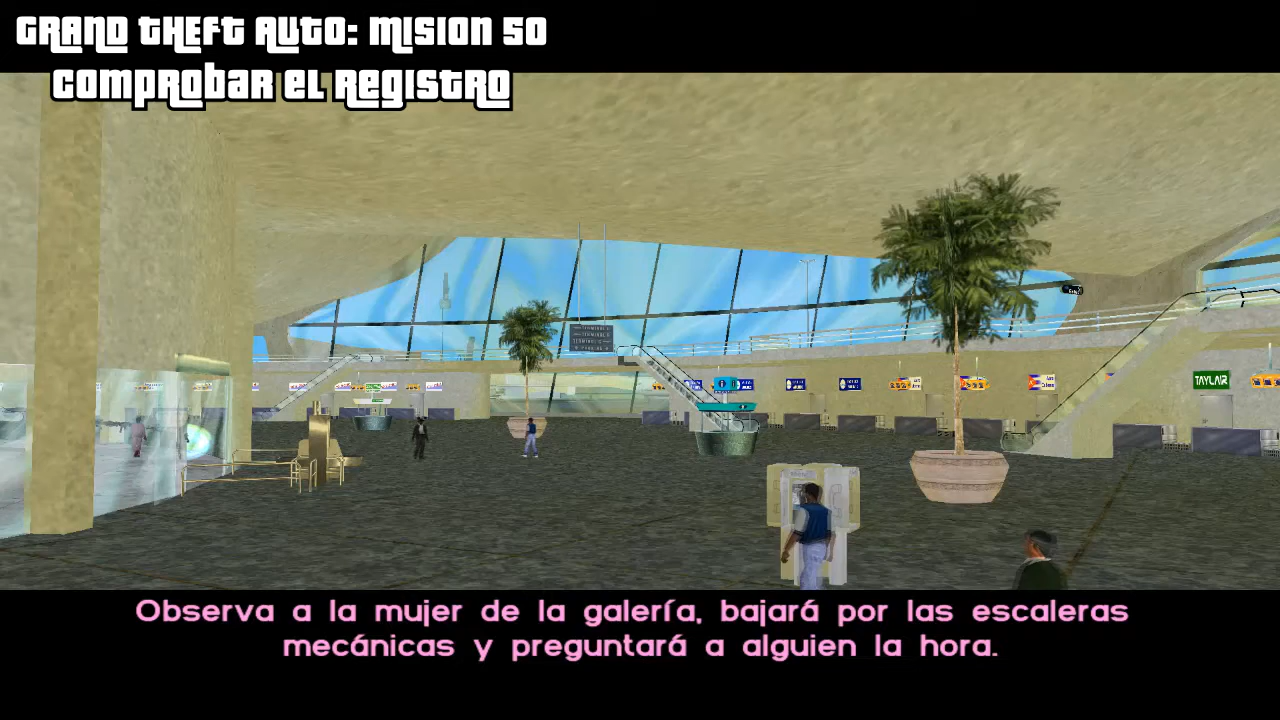 GRAND THEFT AUTO: MISION 50
COMPROBAR EL REGISTRO
TAYLAIR
Observa a la mujer de la galería, bajará por las escaleras
mecánicas y preguntará a alguien la hora.